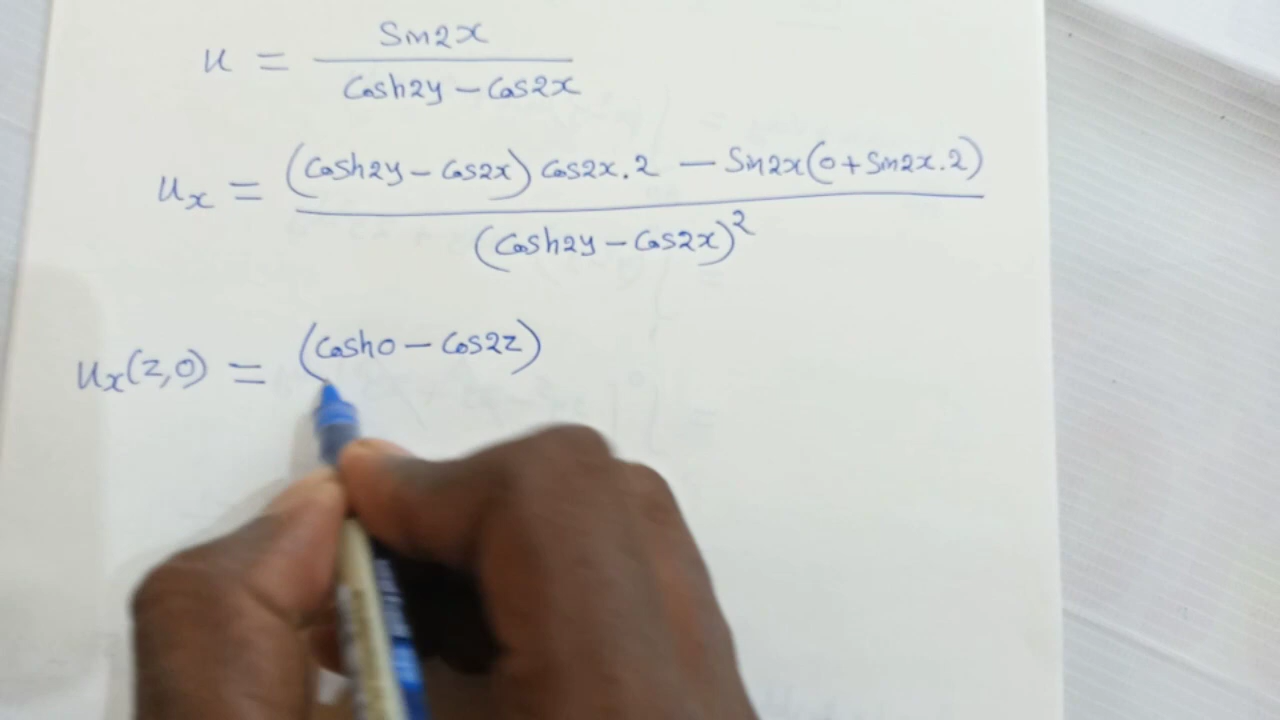 u = Sin2x / Cosh2y - Cos2x
u_x = (Cosh2y - Cos2x) Cos2x.2 - Sin2x(0 + Sin2x.2) / (Cosh2y - Cos2x)^2
u_x(z,0) = (Cosh0 - Cos2z)